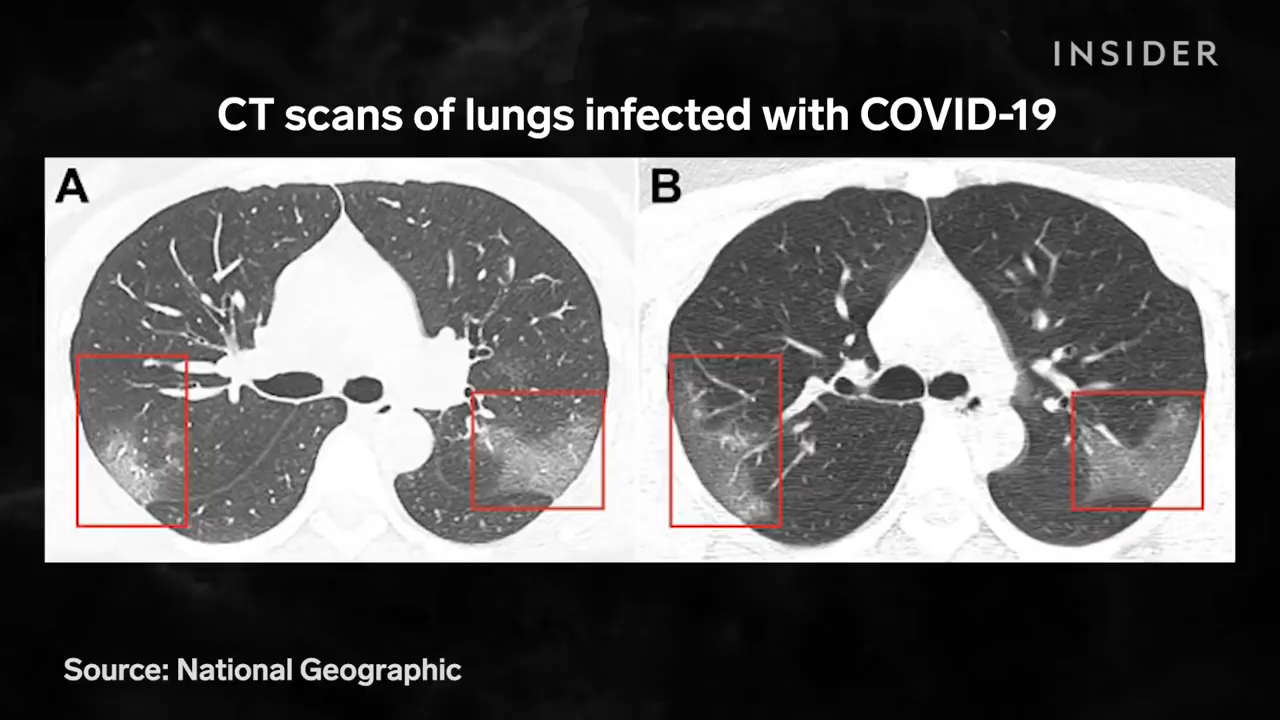 INSIDER
CT scans of lungs infected with COVID-19
A
B
Source: National Geographic